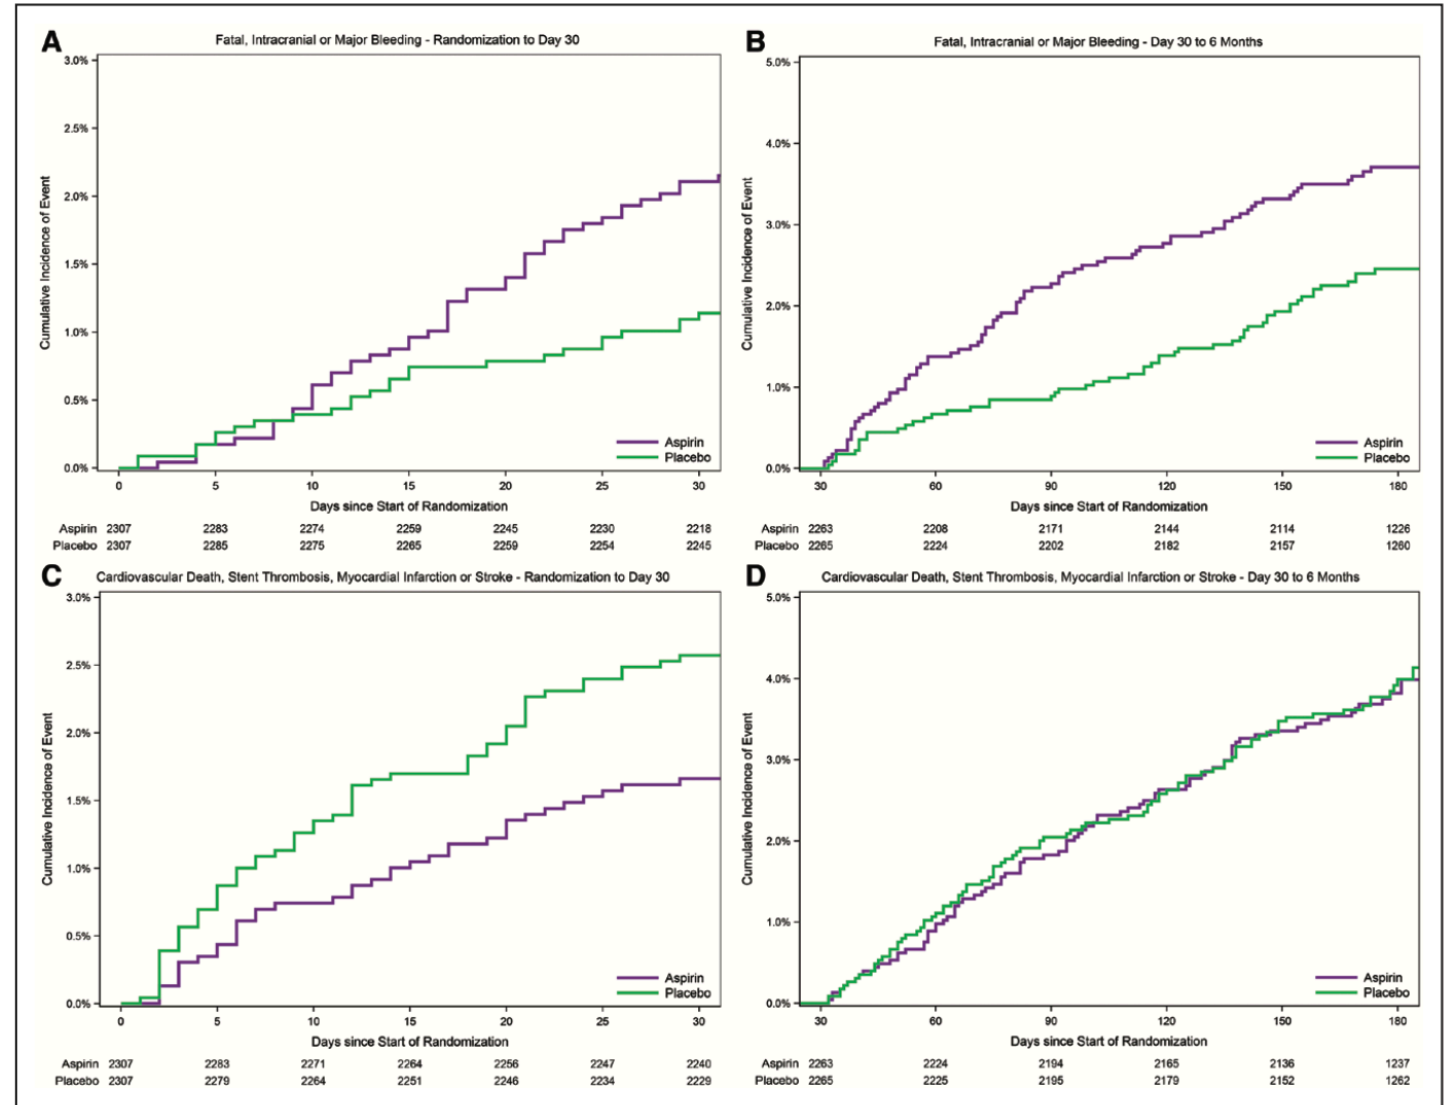 A
Fatal, Intracranial or Major Bleeding - Randomization to Day 30
3.0%
2.5%
2.0%
1.5%
1.0%
0.5%
0.0%
Cumulative Incidence of Event
Aspirin
Placebo
0 5 10 15 20 25 30
Days since Start of Randomization
Aspirin 2307 2283 2274 2259 2245 2230 2218
Placebo 2307 2285 2275 2265 2259 2254 2245
B
Fatal, Intracranial or Major Bleeding - Day 30 to 6 Months
5.0%
4.0%
3.0%
2.0%
1.0%
0.0%
Cumulative Incidence of Event
Aspirin
Placebo
30 60 90 120 150 180
Days since Start of Randomization
Aspirin 2263 2208 2171 2144 2114 1226
Placebo 2265 2224 2202 2182 2157 1260
C
Cardiovascular Death, Stent Thrombosis, Myocardial Infarction or Stroke - Randomization to Day 30
3.0%
2.5%
2.0%
1.5%
1.0%
0.5%
0.0%
Cumulative Incidence of Event
Aspirin
Placebo
0 5 10 15 20 25 30
Days since Start of Randomization
Aspirin 2307 2283 2271 2264 2256 2247 2240
Placebo 2307 2279 2264 2251 2246 2234 2229
D
Cardiovascular Death, Stent Thrombosis, Myocardial Infarction or Stroke - Day 30 to 6 Months
5.0%
4.0%
3.0%
2.0%
1.0%
0.0%
Cumulative Incidence of Event
Aspirin
Placebo
30 60 90 120 150 180
Days since Start of Randomization
Aspirin 2263 2224 2194 2165 2136 1237
Placebo 2265 2225 2195 2179 2152 1262